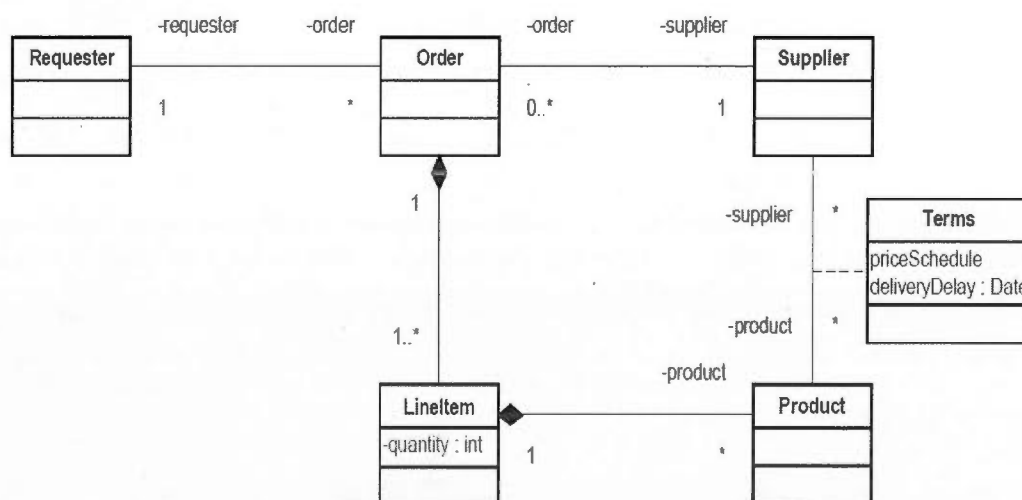 -requester -order -order -supplier
Requester Order Supplier
1 * 0..* 1
1
-supplier *
Terms
priceSchedule
deliveryDelay : Date
-product *
1..*
-product
LineItem Product
-quantity : int
1 *